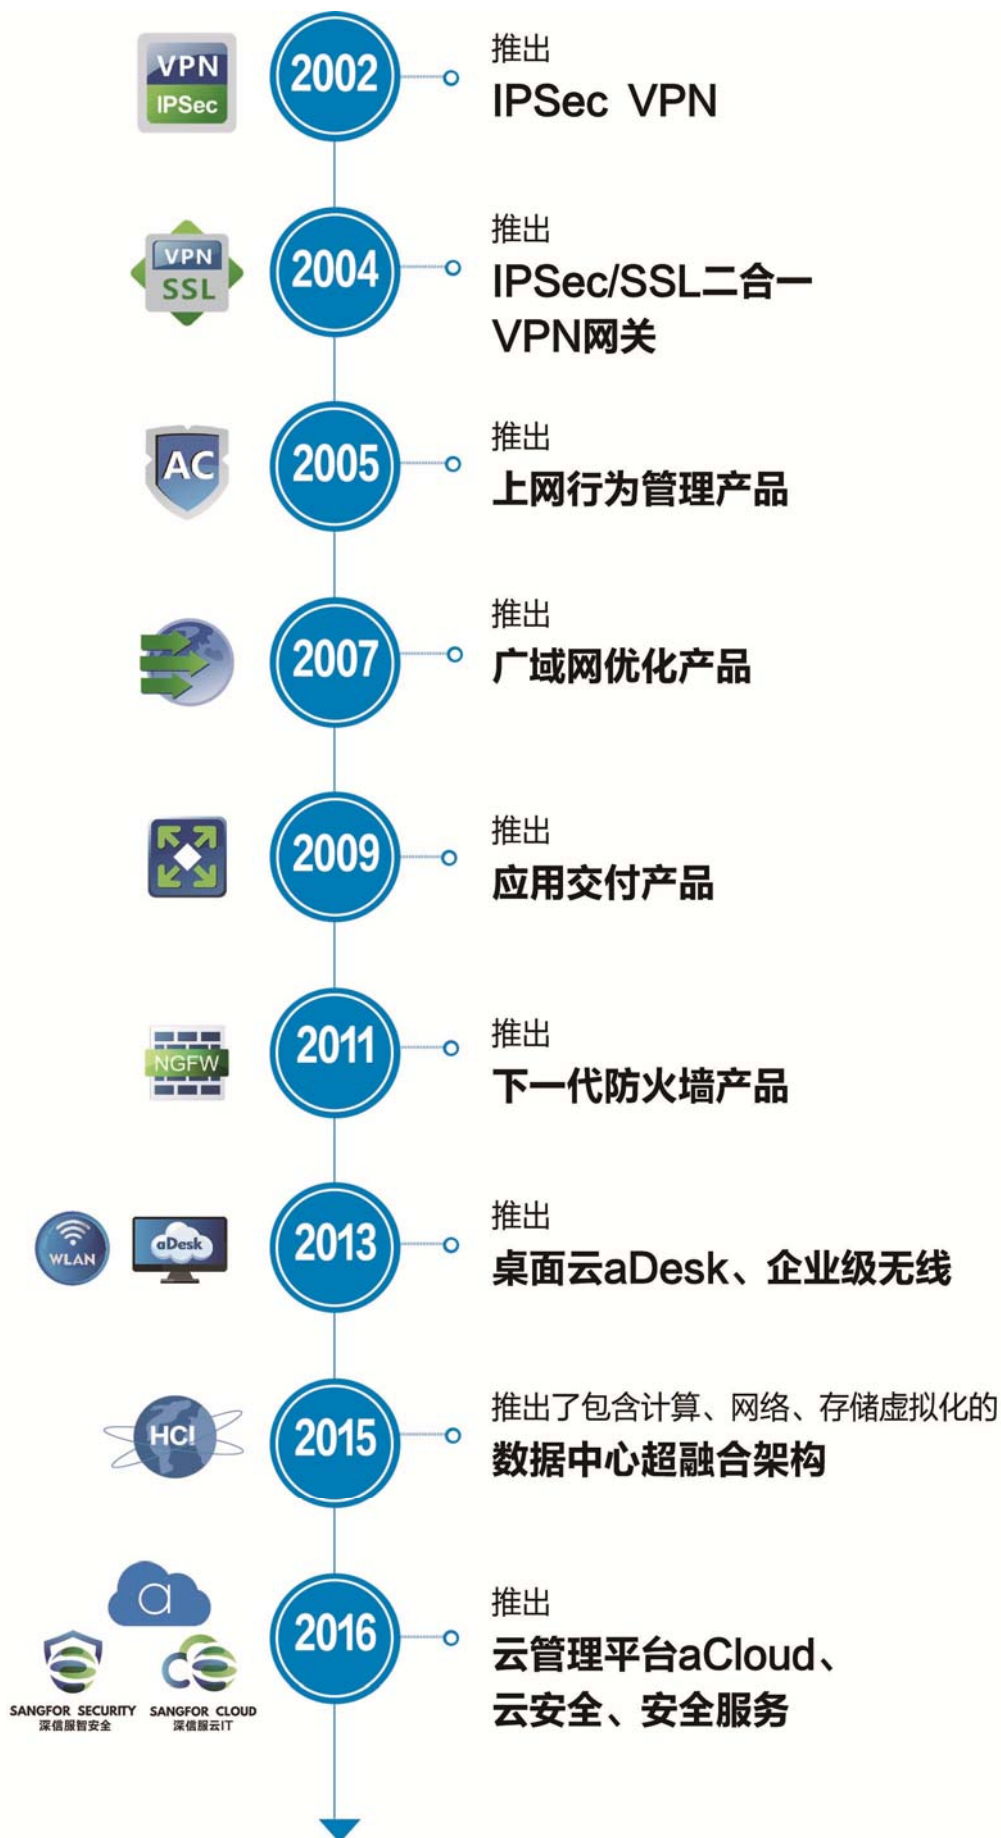 VPN
IPSec
2002
推出
IPSec VPN
VPN
SSL
2004
推出
IPSec/SSL二合一
VPN网关
AC
2005
推出
上网行为管理产品
2007
推出
广域网优化产品
2009
推出
应用交付产品
NGFW
2011
推出
下一代防火墙产品
WLAN
aDesk
2013
推出
桌面云aDesk、企业级无线
HCI
2015
推出了包含计算、网络、存储虚拟化的
数据中心超融合架构
a
SANGFOR SECURITY
深信服智安全
SANGFOR CLOUD
深信服云IT
2016
推出
云管理平台aCloud、
云安全、安全服务